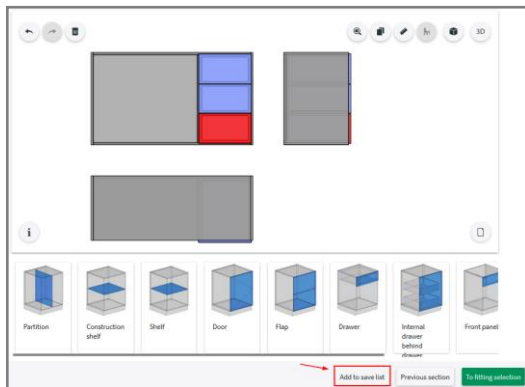 3D
i
Partition
Construction
shelf
Shelf
Door
Flap
Drawer
Internal
drawer
behind
drawer
Front panel
Add to save list
Previous section
To fitting selection